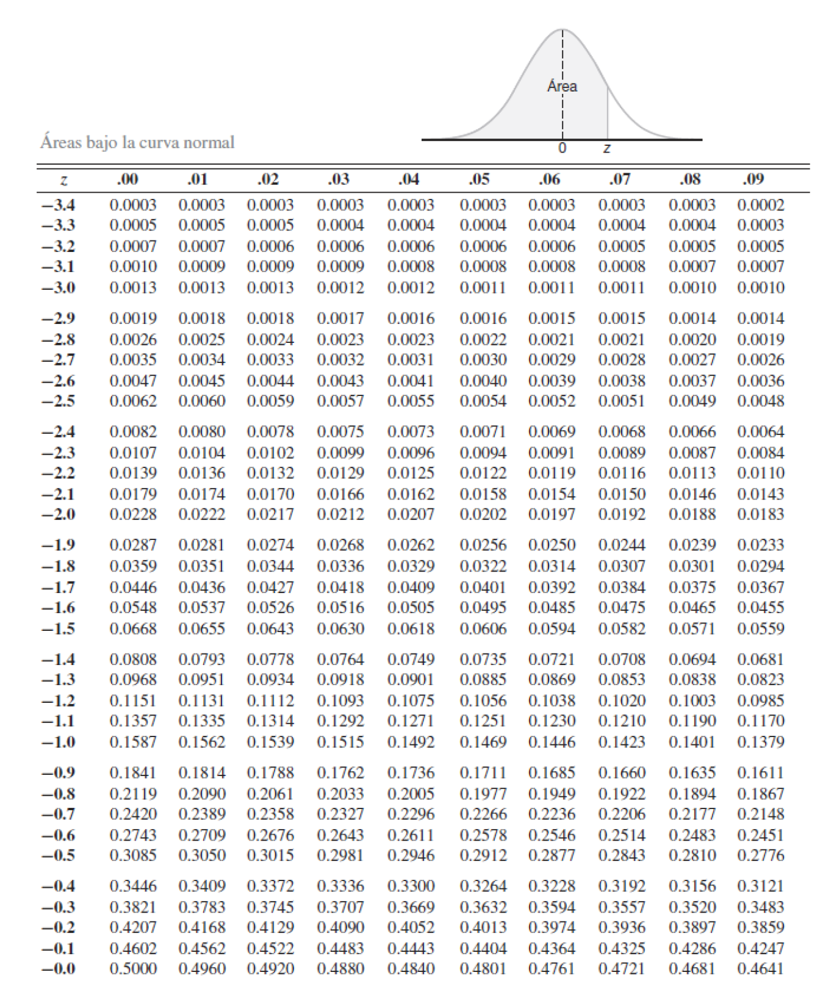 Área
0 z
Áreas bajo la curva normal
z .00 .01 .02 .03 .04 .05 .06 .07 .08 .09
−3.4 0.0003 0.0003 0.0003 0.0003 0.0003 0.0003 0.0003 0.0003 0.0003 0.0002
−3.3 0.0005 0.0005 0.0005 0.0004 0.0004 0.0004 0.0004 0.0004 0.0004 0.0003
−3.2 0.0007 0.0007 0.0006 0.0006 0.0006 0.0006 0.0006 0.0005 0.0005 0.0005
−3.1 0.0010 0.0009 0.0009 0.0009 0.0008 0.0008 0.0008 0.0008 0.0007 0.0007
−3.0 0.0013 0.0013 0.0013 0.0012 0.0012 0.0011 0.0011 0.0011 0.0010 0.0010
−2.9 0.0019 0.0018 0.0018 0.0017 0.0016 0.0016 0.0015 0.0015 0.0014 0.0014
−2.8 0.0026 0.0025 0.0024 0.0023 0.0023 0.0022 0.0021 0.0021 0.0020 0.0019
−2.7 0.0035 0.0034 0.0033 0.0032 0.0031 0.0030 0.0029 0.0028 0.0027 0.0026
−2.6 0.0047 0.0045 0.0044 0.0043 0.0041 0.0040 0.0039 0.0038 0.0037 0.0036
−2.5 0.0062 0.0060 0.0059 0.0057 0.0055 0.0054 0.0052 0.0051 0.0049 0.0048
−2.4 0.0082 0.0080 0.0078 0.0075 0.0073 0.0071 0.0069 0.0068 0.0066 0.0064
−2.3 0.0107 0.0104 0.0102 0.0099 0.0096 0.0094 0.0091 0.0089 0.0087 0.0084
−2.2 0.0139 0.0136 0.0132 0.0129 0.0125 0.0122 0.0119 0.0116 0.0113 0.0110
−2.1 0.0179 0.0174 0.0170 0.0166 0.0162 0.0158 0.0154 0.0150 0.0146 0.0143
−2.0 0.0228 0.0222 0.0217 0.0212 0.0207 0.0202 0.0197 0.0192 0.0188 0.0183
−1.9 0.0287 0.0281 0.0274 0.0268 0.0262 0.0256 0.0250 0.0244 0.0239 0.0233
−1.8 0.0359 0.0351 0.0344 0.0336 0.0329 0.0322 0.0314 0.0307 0.0301 0.0294
−1.7 0.0446 0.0436 0.0427 0.0418 0.0409 0.0401 0.0392 0.0384 0.0375 0.0367
−1.6 0.0548 0.0537 0.0526 0.0516 0.0505 0.0495 0.0485 0.0475 0.0465 0.0455
−1.5 0.0668 0.0655 0.0643 0.0630 0.0618 0.0606 0.0594 0.0582 0.0571 0.0559
−1.4 0.0808 0.0793 0.0778 0.0764 0.0749 0.0735 0.0721 0.0708 0.0694 0.0681
−1.3 0.0968 0.0951 0.0934 0.0918 0.0901 0.0885 0.0869 0.0853 0.0838 0.0823
−1.2 0.1151 0.1131 0.1112 0.1093 0.1075 0.1056 0.1038 0.1020 0.1003 0.0985
−1.1 0.1357 0.1335 0.1314 0.1292 0.1271 0.1251 0.1230 0.1210 0.1190 0.1170
−1.0 0.1587 0.1562 0.1539 0.1515 0.1492 0.1469 0.1446 0.1423 0.1401 0.1379
−0.9 0.1841 0.1814 0.1788 0.1762 0.1736 0.1711 0.1685 0.1660 0.1635 0.1611
−0.8 0.2119 0.2090 0.2061 0.2033 0.2005 0.1977 0.1949 0.1922 0.1894 0.1867
−0.7 0.2420 0.2389 0.2358 0.2327 0.2296 0.2266 0.2236 0.2206 0.2177 0.2148
−0.6 0.2743 0.2709 0.2676 0.2643 0.2611 0.2578 0.2546 0.2514 0.2483 0.2451
−0.5 0.3085 0.3050 0.3015 0.2981 0.2946 0.2912 0.2877 0.2843 0.2810 0.2776
−0.4 0.3446 0.3409 0.3372 0.3336 0.3300 0.3264 0.3228 0.3192 0.3156 0.3121
−0.3 0.3821 0.3783 0.3745 0.3707 0.3669 0.3632 0.3594 0.3557 0.3520 0.3483
−0.2 0.4207 0.4168 0.4129 0.4090 0.4052 0.4013 0.3974 0.3936 0.3897 0.3859
−0.1 0.4602 0.4562 0.4522 0.4483 0.4443 0.4404 0.4364 0.4325 0.4286 0.4247
−0.0 0.5000 0.4960 0.4920 0.4880 0.4840 0.4801 0.4761 0.4721 0.4681 0.4641